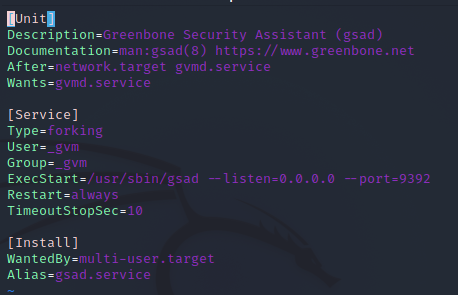 [Unit]
Description=Greenbone Security Assistant (gsad)
Documentation=man:gsad(8) https://www.greenbone.net
After=network.target gvmd.service
Wants=gvmd.service
[Service]
Type=forking
User=_gvm
Group=_gvm
ExecStart=/usr/sbin/gsad --listen=0.0.0.0 --port=9392
Restart=always
TimeoutStopSec=10
[Install]
WantedBy=multi-user.target
Alias=gsad.service
~